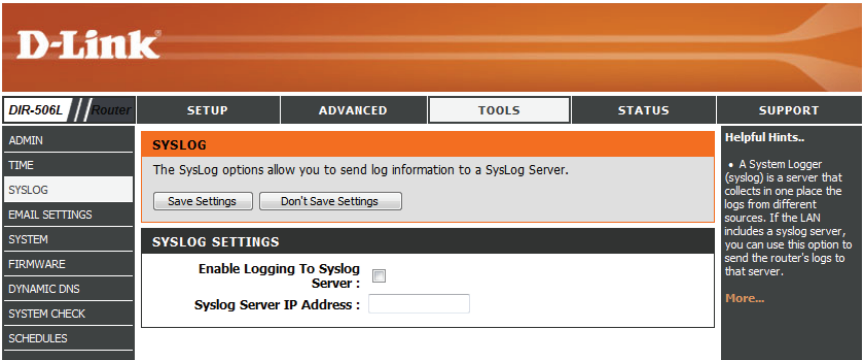 D-Link
DIR-506L // Router
SETUP
ADVANCED
TOOLS
STATUS
SUPPORT
ADMIN
TIME
SYSLOG
EMAIL SETTINGS
SYSTEM
FIRMWARE
DYNAMIC DNS
SYSTEM CHECK
SCHEDULES
SYSLOG
The SysLog options allow you to send log information to a SysLog Server.
Save Settings
Don't Save Settings
SYSLOG SETTINGS
Enable Logging To Syslog
Server :
Syslog Server IP Address :
Helpful Hints..
• A System Logger
(syslog) is a server that
collects in one place the
logs from different
sources. If the LAN
includes a syslog server,
you can use this option to
send the router's logs to
that server.
More...